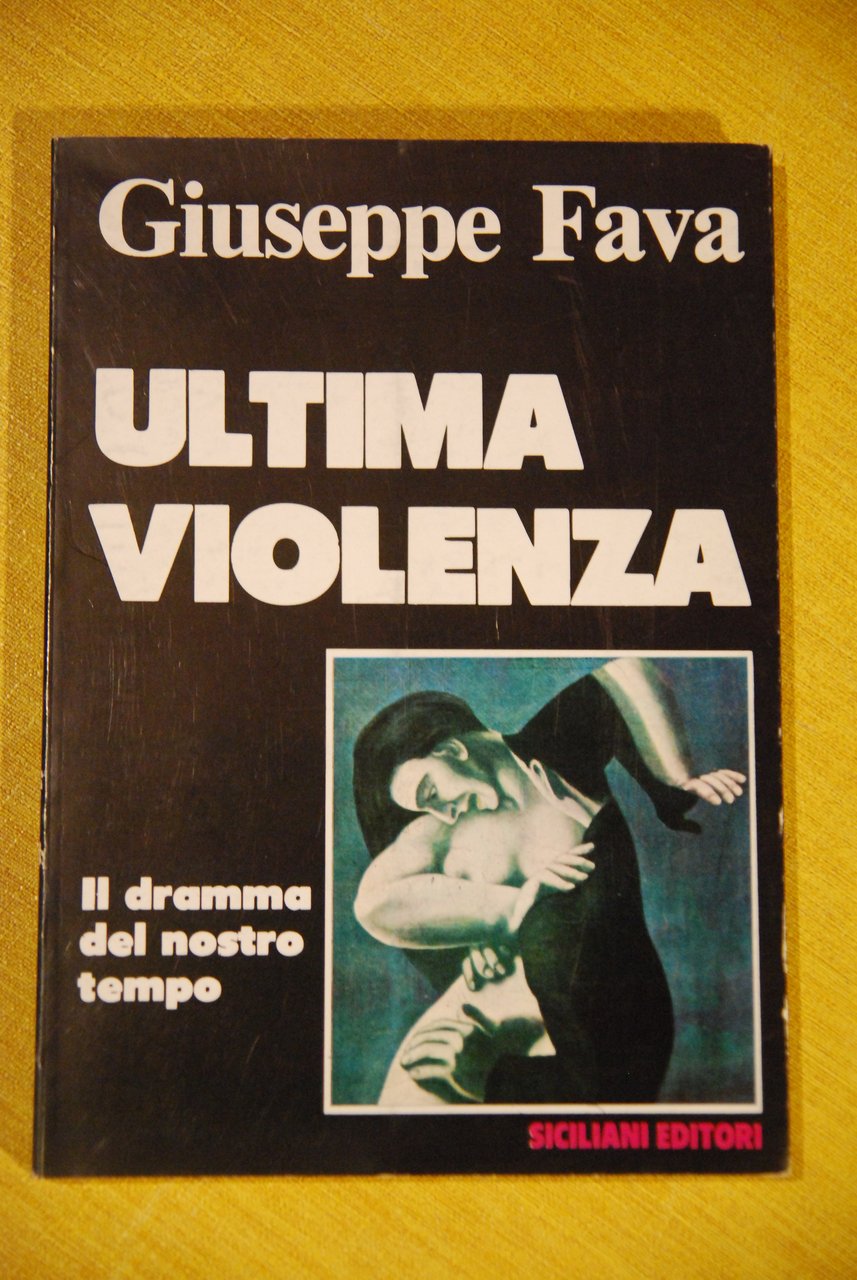 Giuseppe Fava
ULTIMA
VIOLENZA
Il dramma
del nostro
tempo
SICILIANI EDITORI